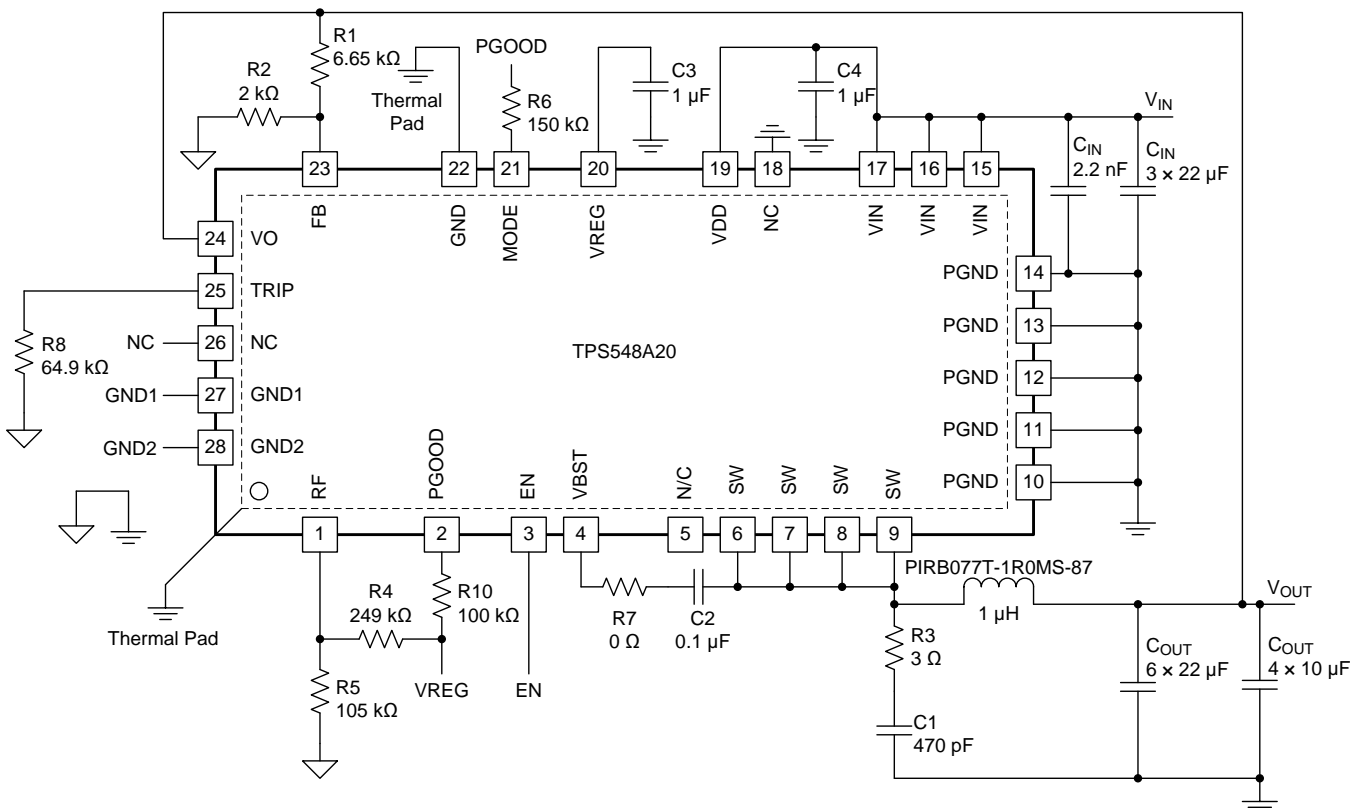 R1
6.65 kΩ
R2
2 kΩ
PGOOD
R6
150 kΩ
Thermal
Pad
C3
1 µF
C4
1 µF
VIN
CIN
2.2 nF
CIN
3 × 22 µF
23
22
21
20
19
18
17
16
15
FB
GND
MODE
VREG
VDD
NC
VIN
VIN
VIN
24
VO
25
TRIP
NC
26
NC
GND1
27
GND1
GND2
28
GND2
R8
64.9 kΩ
TPS548A20
PGND
14
PGND
13
PGND
12
PGND
11
PGND
10
RF
PGOOD
EN
VBST
N/C
SW
SW
SW
SW
1
2
3
4
5
6
7
8
9
Thermal Pad
R4
249 kΩ
R10
100 kΩ
R5
105 kΩ
VREG
EN
R7
0 Ω
C2
0.1 µF
PIRB077T-1R0MS-87
1 µH
VOUT
R3
3 Ω
C1
470 pF
COUT
6 × 22 µF
COUT
4 × 10 µF